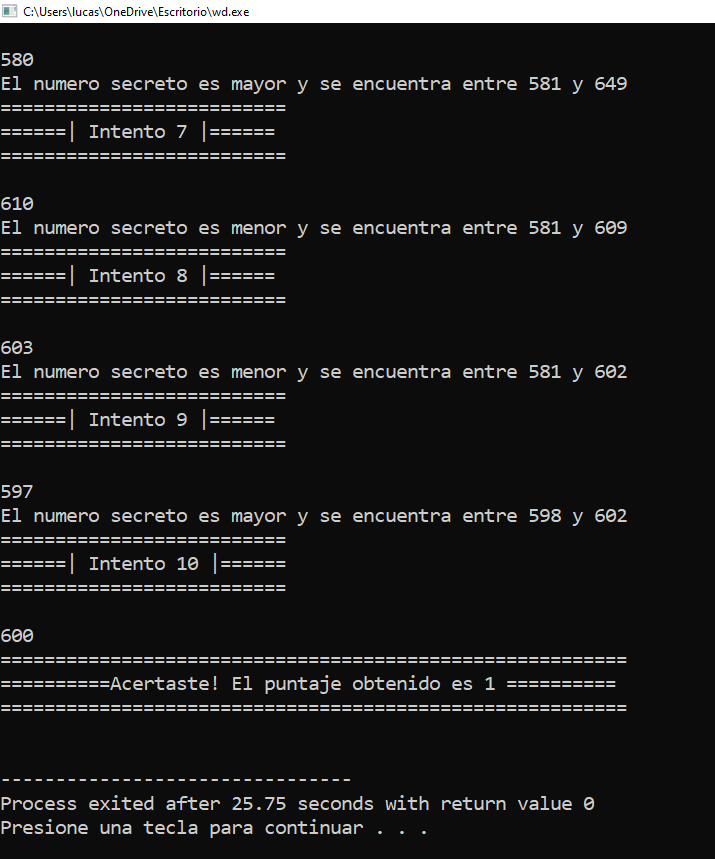 C:\Users\lucas\OneDrive\Escritorio\wd.exe
580
El numero secreto es mayor y se encuentra entre 581 y 649
==========================
======| Intento 7 |======
==========================
610
El numero secreto es menor y se encuentra entre 581 y 609
==========================
======| Intento 8 |======
==========================
603
El numero secreto es menor y se encuentra entre 581 y 602
==========================
======| Intento 9 |======
==========================
597
El numero secreto es mayor y se encuentra entre 598 y 602
==========================
======| Intento 10 |======
==========================
600
=========================================================
==========Acertaste! El puntaje obtenido es 1 ==========
=========================================================
--------------------------------
Process exited after 25.75 seconds with return value 0
Presione una tecla para continuar . . .